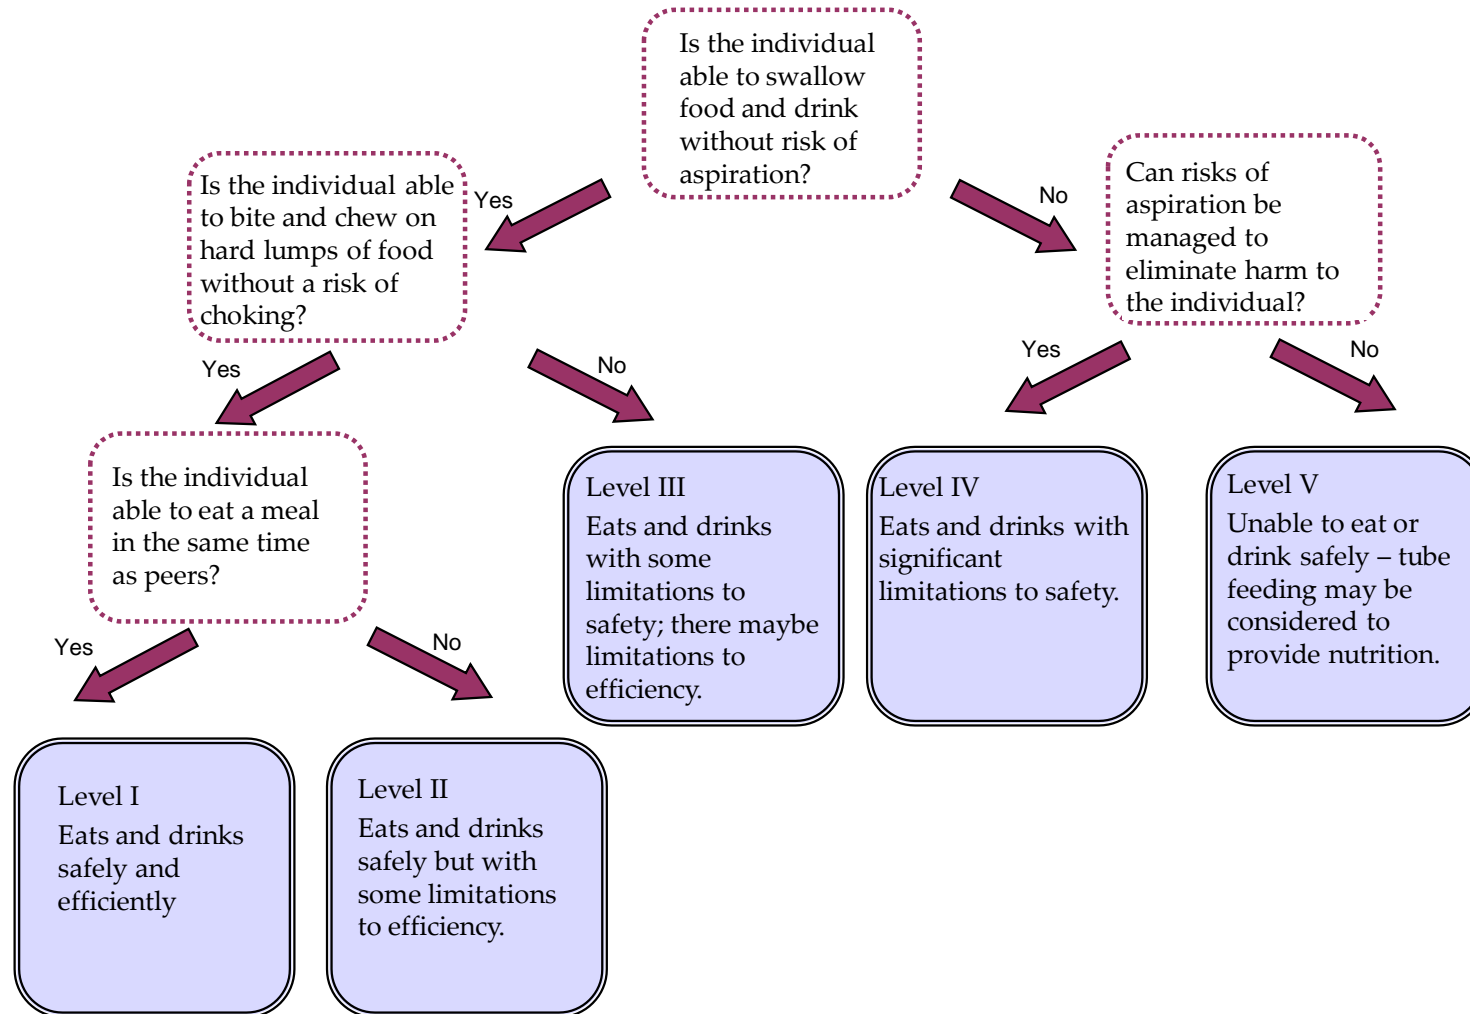 Is the individual
able to swallow
food and drink
without risk of
aspiration?
Yes
No
Is the individual able
to bite and chew on
hard lumps of food
without a risk of
choking?
Can risks of
aspiration be
managed to
eliminate harm to
the individual?
Yes
No
Yes
No
Is the individual
able to eat a meal
in the same time
as peers?
Level III
Eats and drinks
with some
limitations to
safety; there maybe
limitations to
efficiency.
Level IV
Eats and drinks with
significant
limitations to safety.
Level V
Unable to eat or
drink safely – tube
feeding may be
considered to
provide nutrition.
Yes
No
Level I
Eats and drinks
safely and
efficiently
Level II
Eats and drinks
safely but with
some limitations
to efficiency.